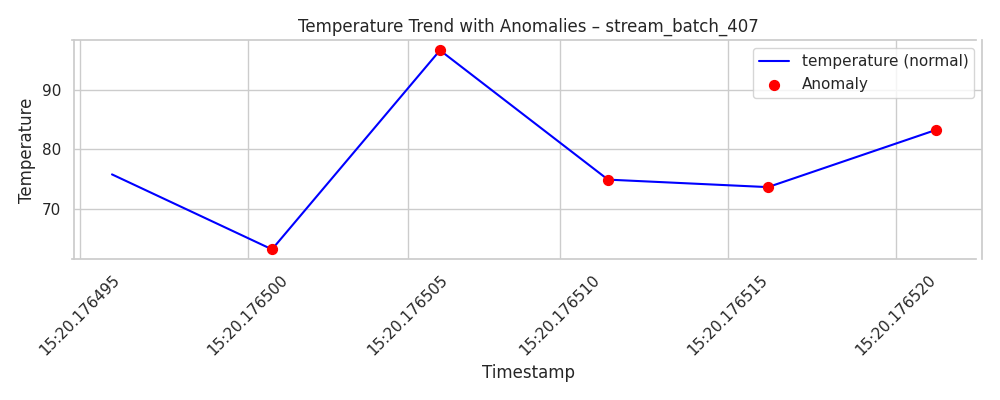 Temperature Trend with Anomalies – stream_batch_407
temperature (normal)
Anomaly
Temperature
90
80
70
15:20.176495
15:20.176500
15:20.176505
15:20.176510
15:20.176515
15:20.176520
Timestamp